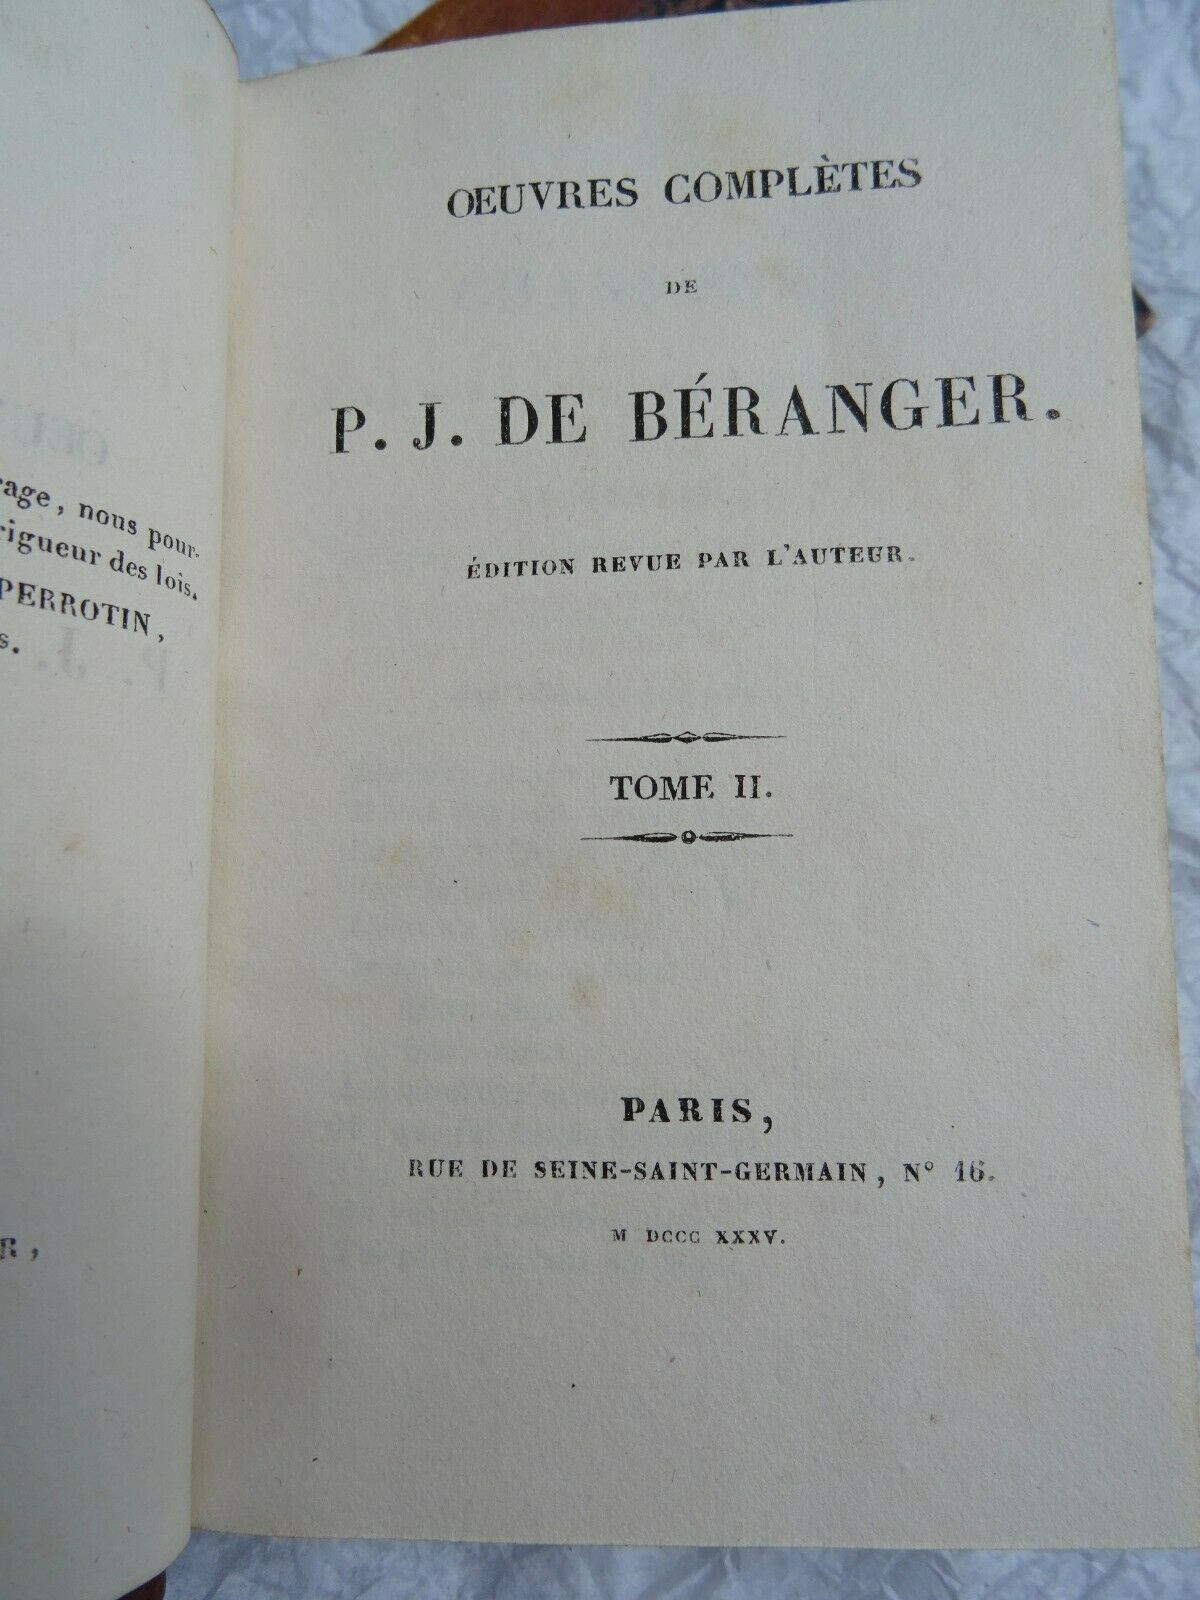 rage, nous pour-
rigueur des lois.
PERROTIN,
s.
R,
OEUVRES COMPLÈTES
DE
P. J. DE BÉRANGER.
ÉDITION REVUE PAR L'AUTEUR.
TOME II.
PARIS,
RUE DE SEINE-SAINT-GERMAIN, N° 16.
M DCCC XXXV.